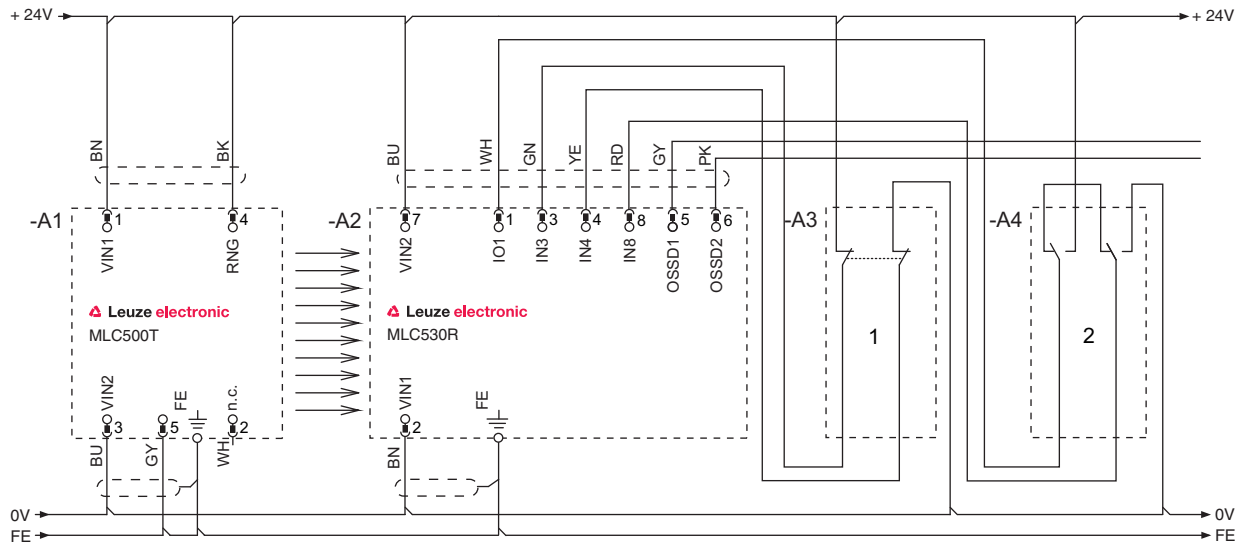 + 24V
+ 24V
BN
BK
BU
WH
GN
YE
RD
GY
PK
-A1
1
4
-A2
7
1
3
4
8
5
6
-A3
-A4
VIN1
RNG
VIN2
IO1
IN3
IN4
IN8
OSSD1
OSSD2
Leuze electronic
MLC500T
Leuze electronic
MLC530R
1
2
VIN2
FE
n.c.
VIN1
FE
3
5
2
2
BU
GY
WH
BN
0V
0V
FE
FE